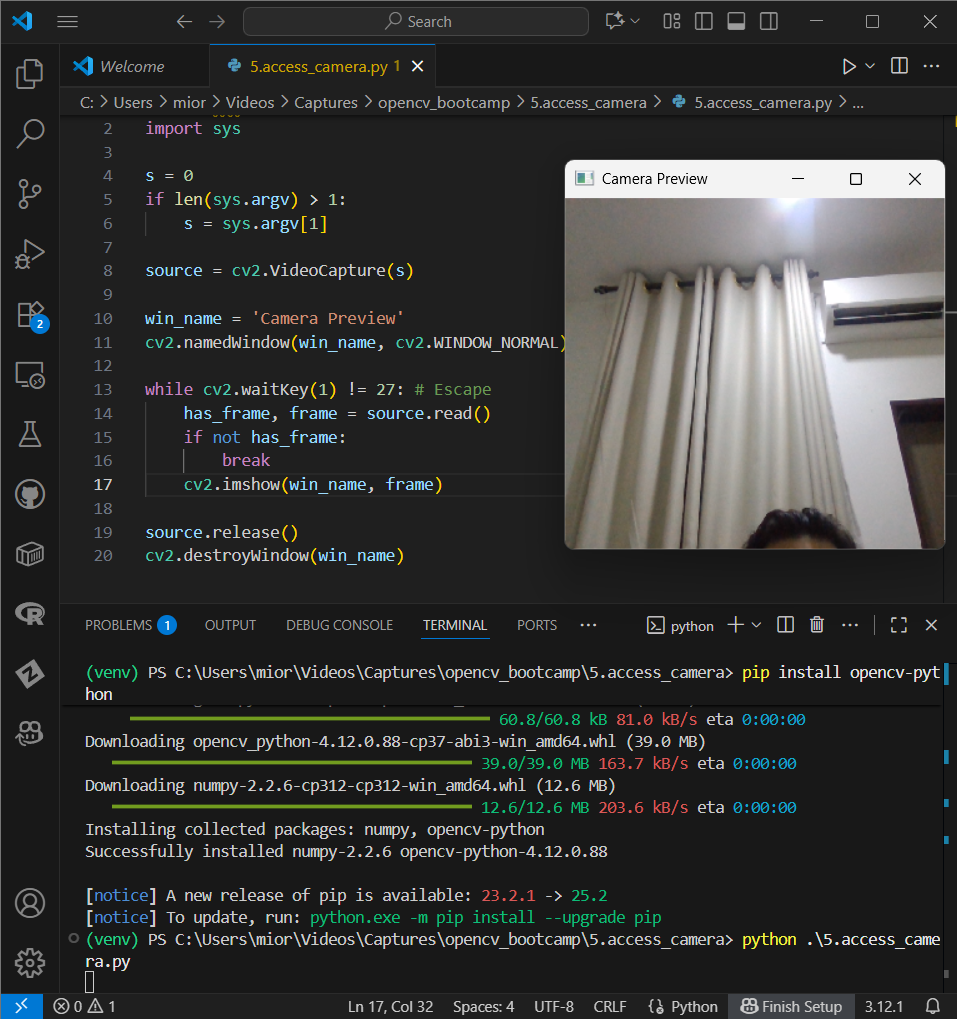 Search
Welcome
5.access_camera.py 1
C: > Users > mior > Videos > Captures > opencv_bootcamp > 5.access_camera > 5.access_camera.py > ...
2 import sys
3
4 s = 0
5 if len(sys.argv) > 1:
6 s = sys.argv[1]
7
8 source = cv2.VideoCapture(s)
9
10 win_name = 'Camera Preview'
11 cv2.namedWindow(win_name, cv2.WINDOW_NORMAL)
12
13 while cv2.waitKey(1) != 27: # Escape
14 has_frame, frame = source.read()
15 if not has_frame:
16 break
17 cv2.imshow(win_name, frame)
18
19 source.release()
20 cv2.destroyWindow(win_name)
Camera Preview
2
PROBLEMS 1 OUTPUT DEBUG CONSOLE TERMINAL PORTS ... python ...
(venv) PS C:\Users\mior\Videos\Captures\opencv_bootcamp\5.access_camera> pip install opencv-pyt
hon
60.8/60.8 kB 81.0 kB/s eta 0:00:00
Downloading opencv_python-4.12.0.88-cp37-abi3-win_amd64.whl (39.0 MB)
39.0/39.0 MB 163.7 kB/s eta 0:00:00
Downloading numpy-2.2.6-cp312-cp312-win_amd64.whl (12.6 MB)
12.6/12.6 MB 203.6 kB/s eta 0:00:00
Installing collected packages: numpy, opencv-python
Successfully installed numpy-2.2.6 opencv-python-4.12.0.88
[notice] A new release of pip is available: 23.2.1 -> 25.2
[notice] To update, run: python.exe -m pip install --upgrade pip
(venv) PS C:\Users\mior\Videos\Captures\opencv_bootcamp\5.access_camera> python .\5.access_came
ra.py
0 1 Ln 17, Col 32 Spaces: 4 UTF-8 CRLF {} Python Finish Setup 3.12.1